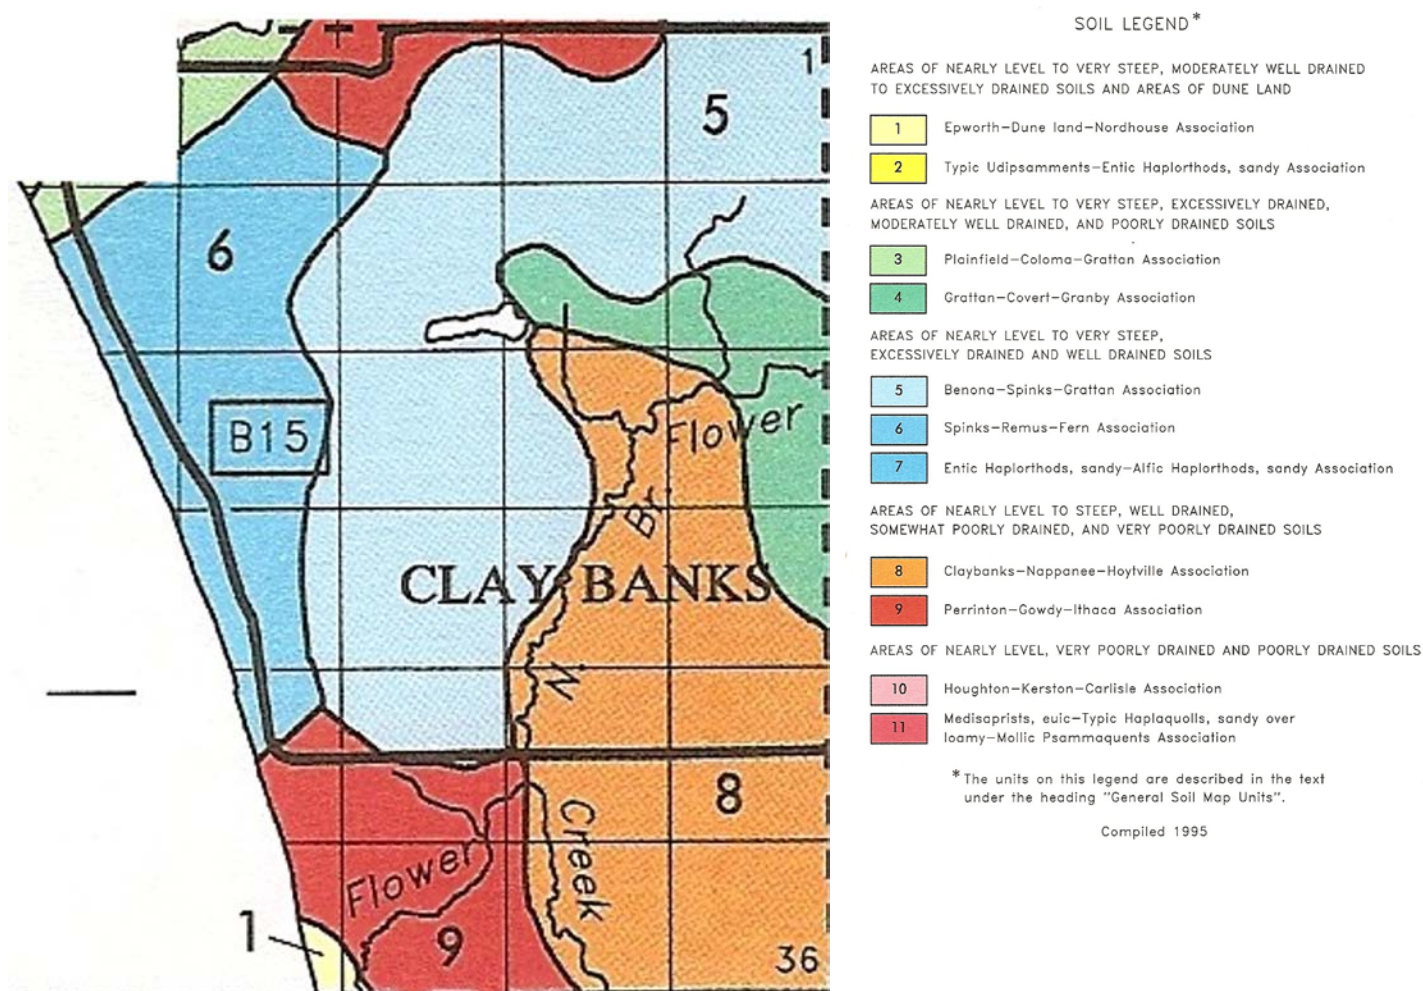 1
5
6
B15
Flower
Br.
CLAY BANKS
N.
8
Creek
Flower
1
9
36
SOIL LEGEND*
AREAS OF NEARLY LEVEL TO VERY STEEP, MODERATELY WELL DRAINED
TO EXCESSIVELY DRAINED SOILS AND AREAS OF DUNE LAND
1 Epworth-Dune land-Nordhouse Association
2 Typic Udipsamments-Entic Haplorthods, sandy Association
AREAS OF NEARLY LEVEL TO VERY STEEP, EXCESSIVELY DRAINED,
MODERATELY WELL DRAINED, AND POORLY DRAINED SOILS
3 Plainfield-Coloma-Grattan Association
4 Grattan-Covert-Granby Association
AREAS OF NEARLY LEVEL TO VERY STEEP,
EXCESSIVELY DRAINED AND WELL DRAINED SOILS
5 Benona-Spinks-Grattan Association
6 Spinks-Remus-Fern Association
7 Entic Haplorthods, sandy-Alfic Haplorthods, sandy Association
AREAS OF NEARLY LEVEL TO STEEP, WELL DRAINED,
SOMEWHAT POORLY DRAINED, AND VERY POORLY DRAINED SOILS
8 Claybanks-Nappanee-Hoytville Association
9 Perrinton-Gowdy-Ithaca Association
AREAS OF NEARLY LEVEL, VERY POORLY DRAINED AND POORLY DRAINED SOILS
10 Houghton-Kerston-Carlisle Association
11 Medisaprists, euic-Typic Haplaquolls, sandy over
loamy-Mollic Psammaquents Association
* The units on this legend are described in the text
under the heading "General Soil Map Units".
Compiled 1995